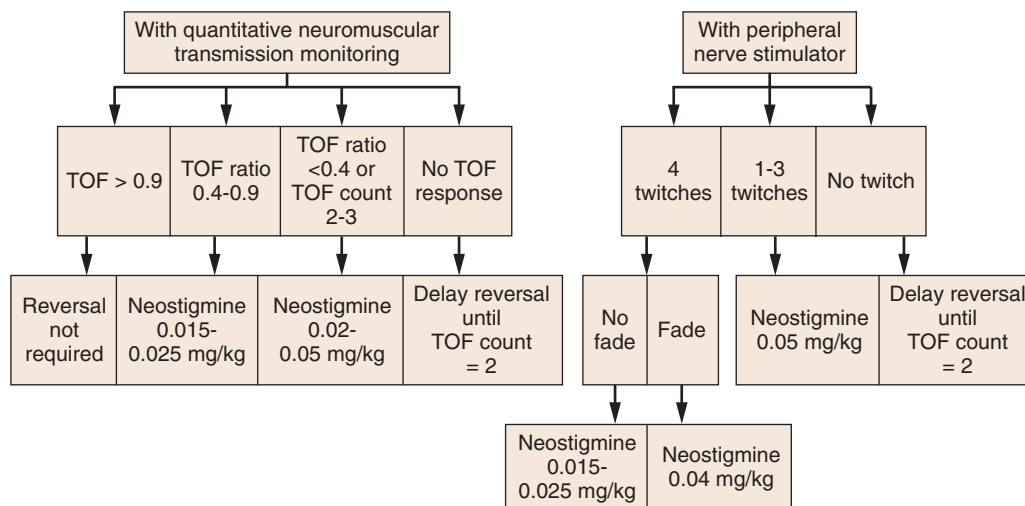 With quantitative neuromuscular
transmission monitoring
TOF > 0.9
TOF ratio
0.4-0.9
TOF ratio
<0.4 or
TOF count
2-3
No TOF
response
Reversal
not
required
Neostigmine
0.015-
0.025 mg/kg
Neostigmine
0.02-
0.05 mg/kg
Delay reversal
until
TOF count
= 2
With peripheral
nerve stimulator
4
twitches
1-3
twitches
No twitch
No
fade
Fade
Neostigmine
0.05 mg/kg
Delay reversal
until
TOF count
= 2
Neostigmine
0.015-
0.025 mg/kg
Neostigmine
0.04 mg/kg